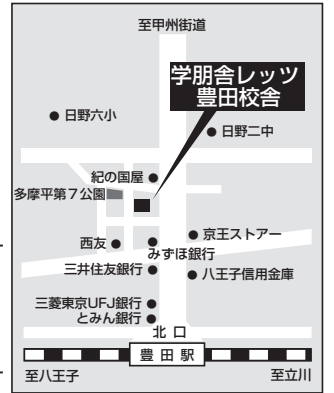 至甲州街道
学朋舎レッツ
豊田校舎
日野六小
日野二中
紀の国屋
多摩平第7公園
京王ストアー
西友
みずほ銀行
三井住友銀行
八王子信用金庫
三菱東京UFJ銀行
とみん銀行
北口
豊田駅
至八王子
至立川